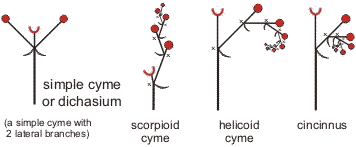 simple cyme
or dichasium
(a simple cyme with
2 lateral branches)
scorpioid
cyme
helicoid
cyme
cincinnus